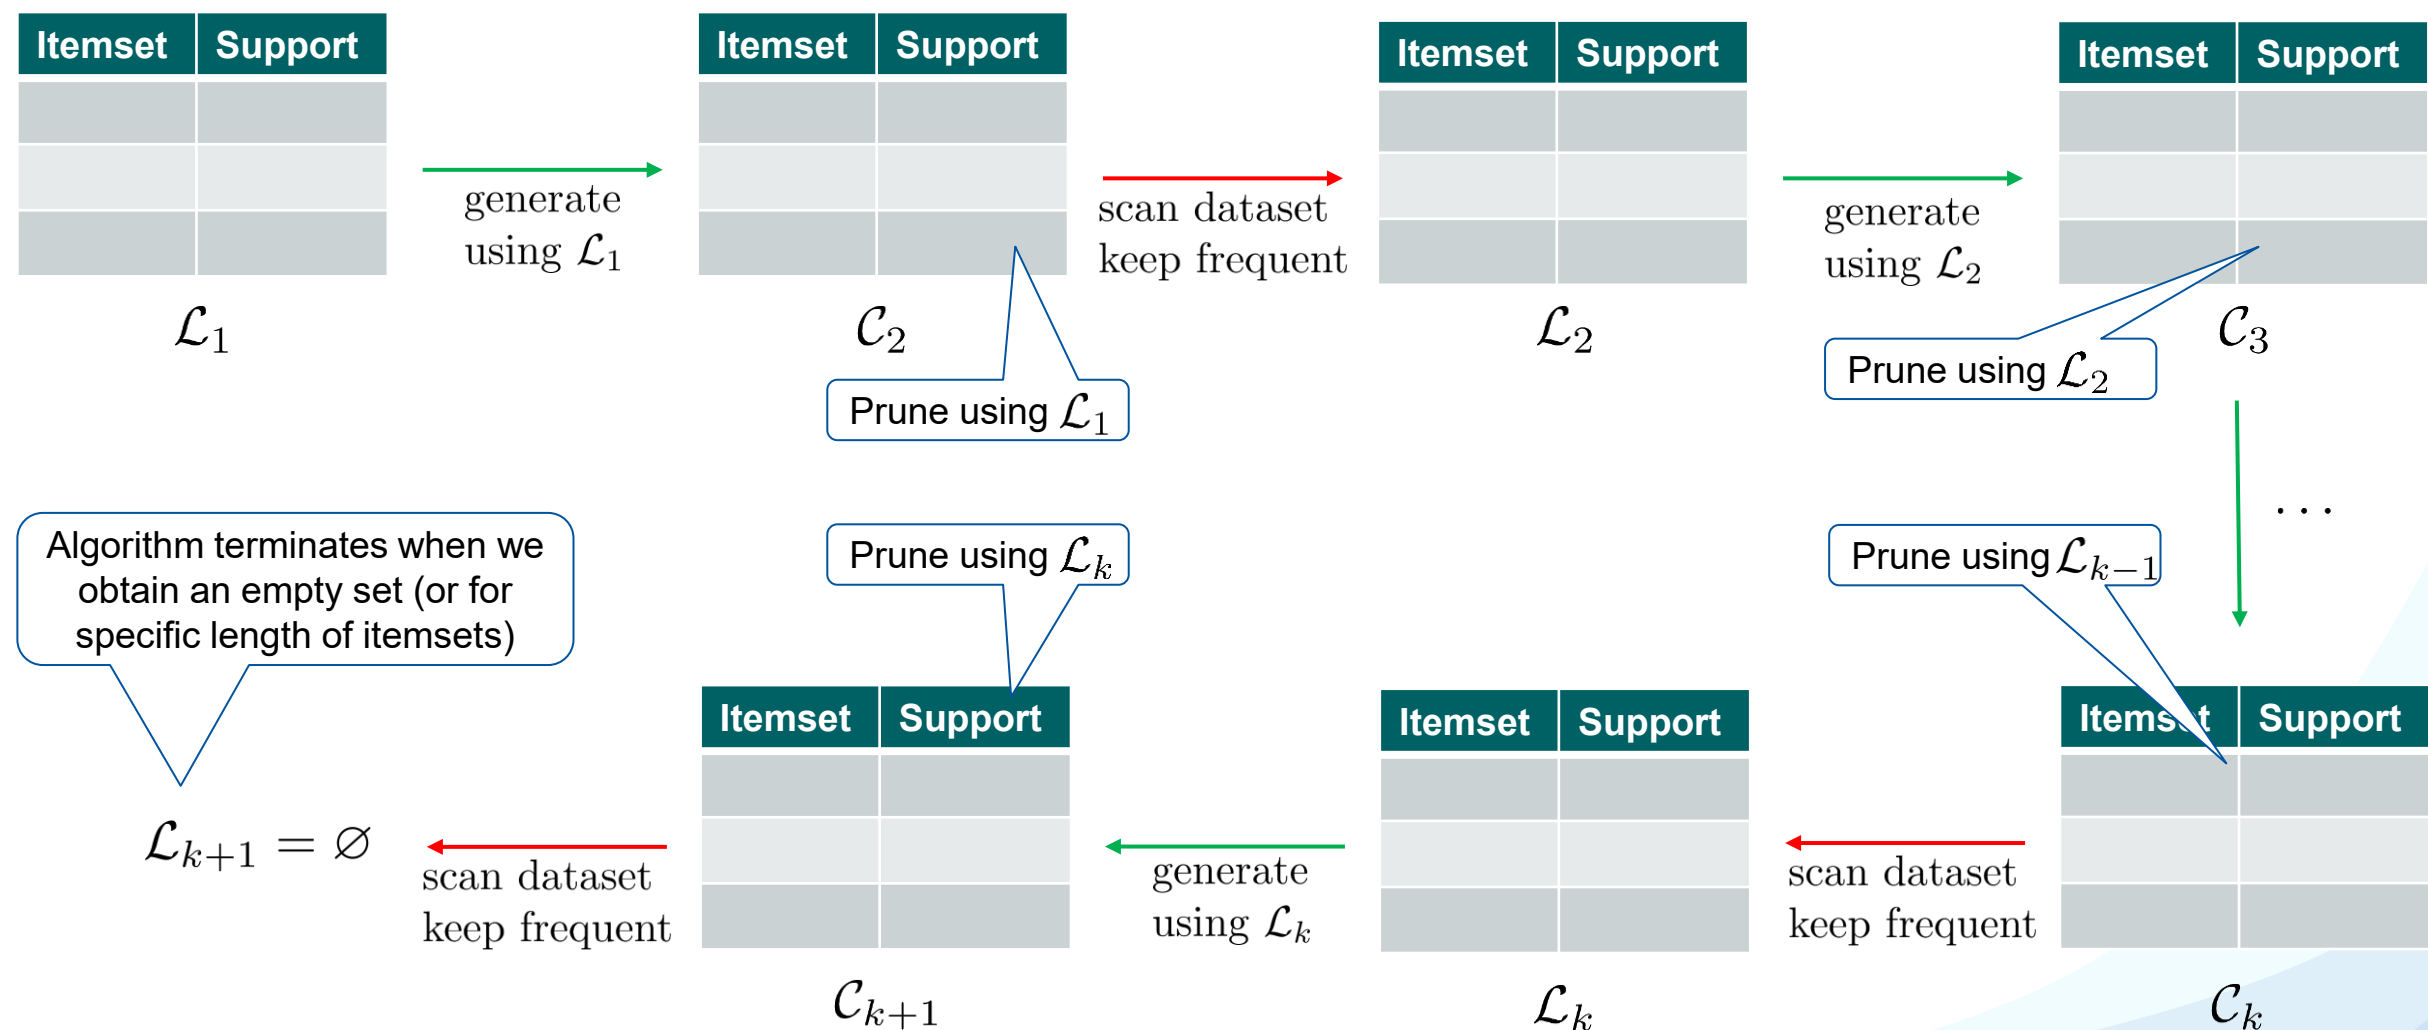 Itemset Support
Itemset Support
Itemset Support
Itemset Support
generate
using ℒ₁
scan dataset
keep frequent
generate
using ℒ₂
ℒ₁
𝒞₂
ℒ₂
𝒞₃
Prune using ℒ₁
Prune using ℒ₂
...
Algorithm terminates when we
obtain an empty set (or for
specific length of itemsets)
Prune using ℒₖ
Prune using ℒₖ₋₁
Itemset Support
Itemset Support
Itemset Support
ℒₖ₊₁ = ∅
scan dataset
keep frequent
generate
using ℒₖ
scan dataset
keep frequent
𝒞ₖ₊₁
ℒₖ
𝒞ₖ